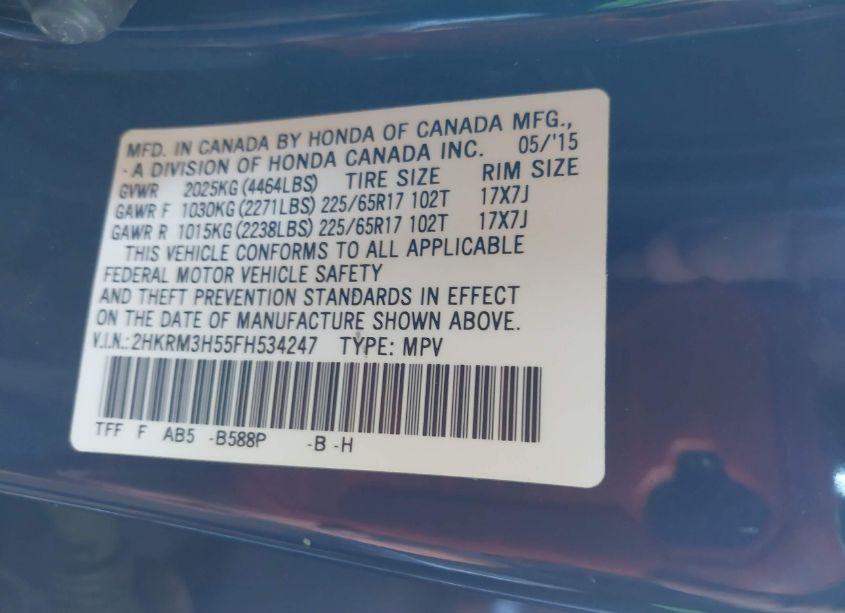 MFD. IN CANADA BY HONDA OF CANADA MFG.,
A DIVISION OF HONDA CANADA INC. 05/'15
GVWR 2025KG (4464LBS) TIRE SIZE RIM SIZE
GAWR F 1030KG (2271LBS) 225/65R17 102T 17X7J
GAWR R 1015KG (2238LBS) 225/65R17 102T 17X7J
THIS VEHICLE CONFORMS TO ALL APPLICABLE
FEDERAL MOTOR VEHICLE SAFETY
AND THEFT PREVENTION STANDARDS IN EFFECT
ON THE DATE OF MANUFACTURE SHOWN ABOVE.
V.I.N.: 2HKRM3H55FH534247 TYPE: MPV
TFF F AB5 -B588P -B -H